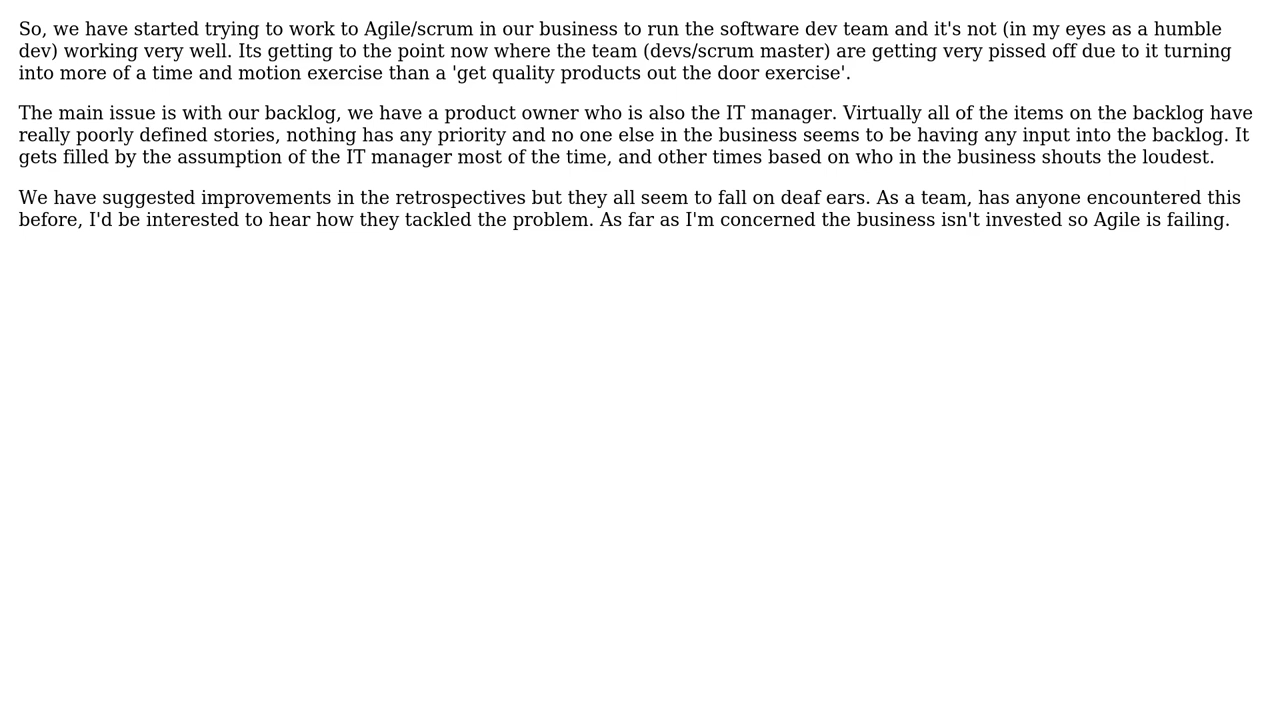 So, we have started trying to work to Agile/scrum in our business to run the software dev team and it's not (in my eyes as a humble
dev) working very well. Its getting to the point now where the team (devs/scrum master) are getting very pissed off due to it turning
into more of a time and motion exercise than a 'get quality products out the door exercise'.
The main issue is with our backlog, we have a product owner who is also the IT manager. Virtually all of the items on the backlog have
really poorly defined stories, nothing has any priority and no one else in the business seems to be having any input into the backlog. It
gets filled by the assumption of the IT manager most of the time, and other times based on who in the business shouts the loudest.
We have suggested improvements in the retrospectives but they all seem to fall on deaf ears. As a team, has anyone encountered this
before, I'd be interested to hear how they tackled the problem. As far as I'm concerned the business isn't invested so Agile is failing.